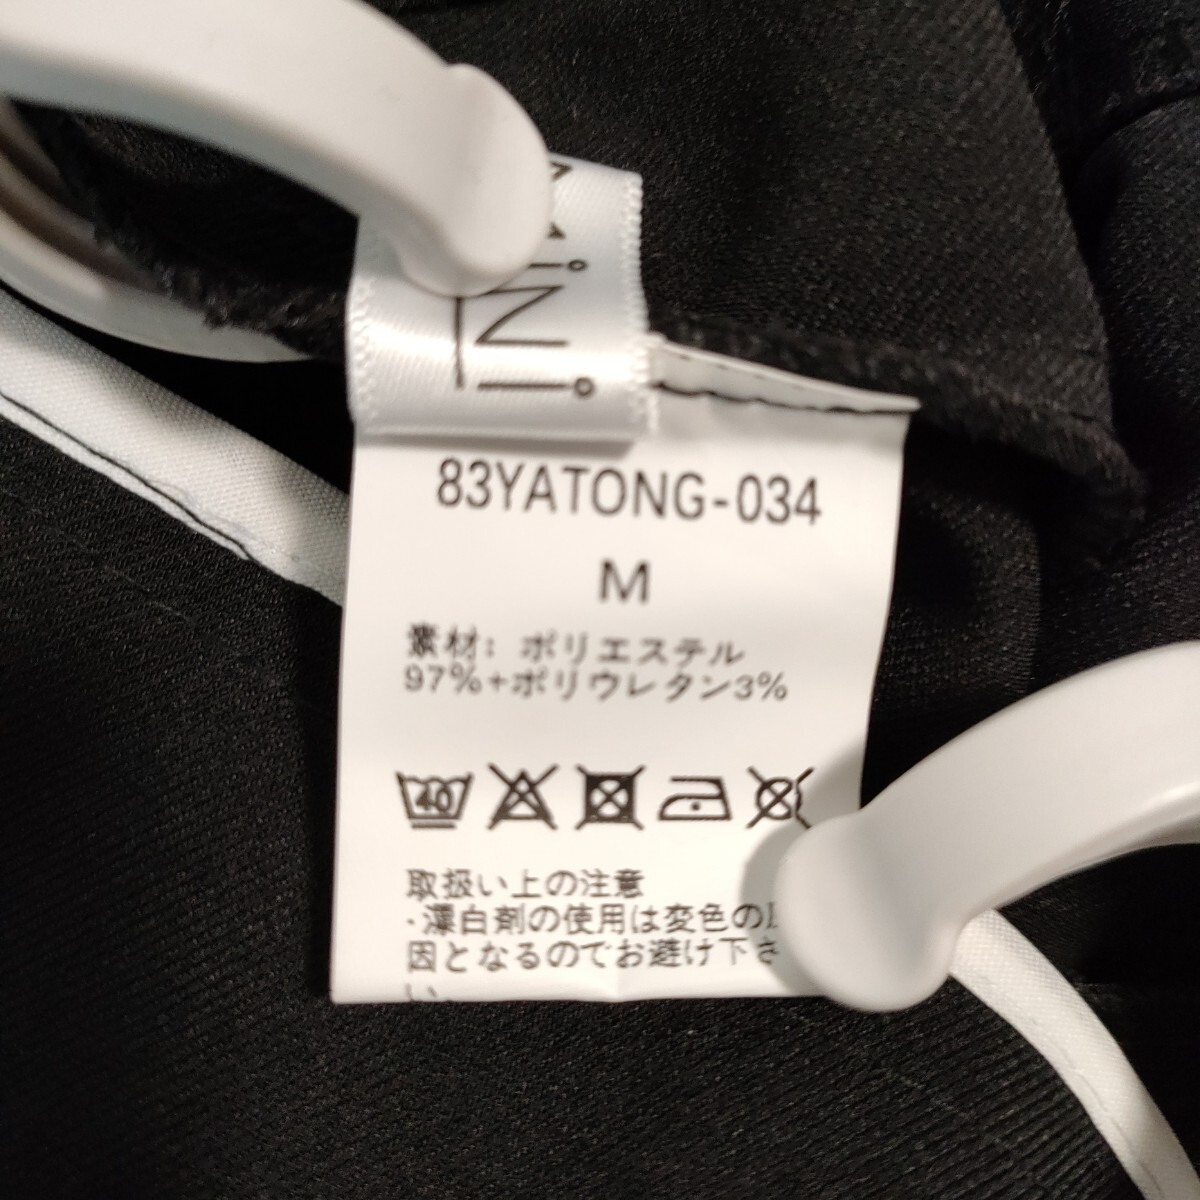 83YATONG-034
M
素材: ポリエステル
97%+ポリウレタン3%
40
取扱い上の注意
・漂白剤の使用は変色の
因となるのでお避け下さ
い